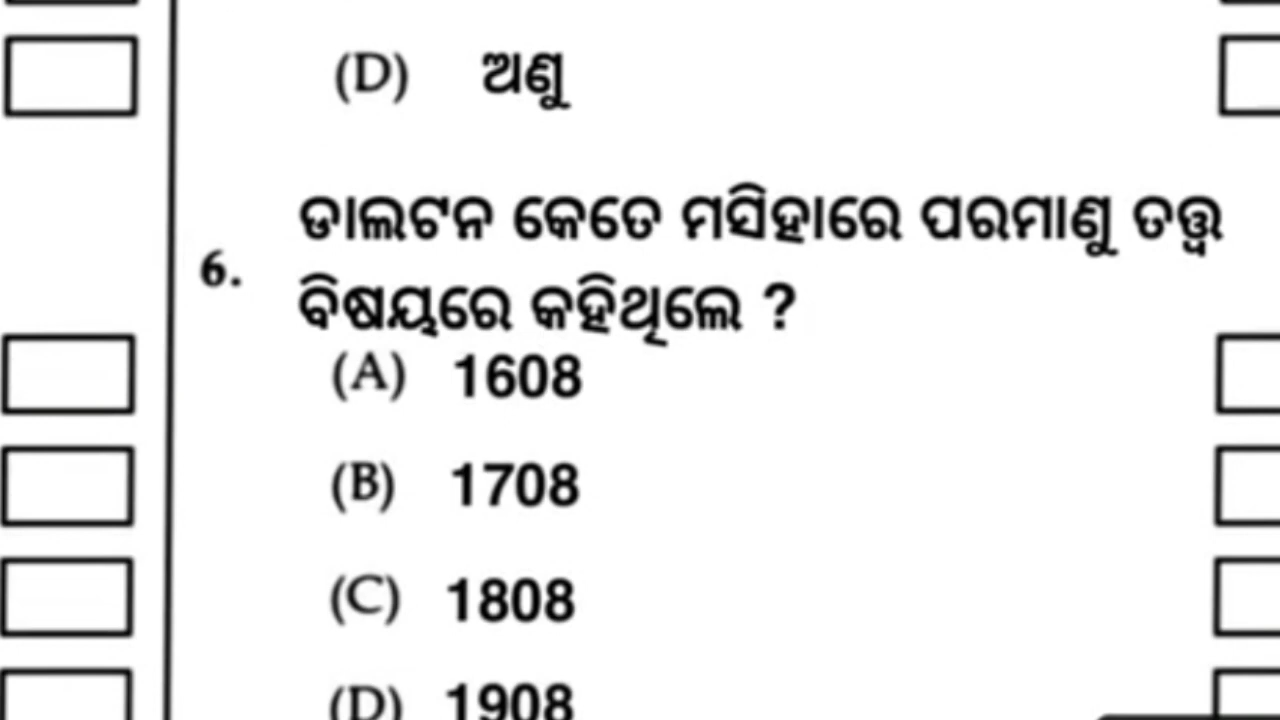 (D) ଅଣୁ
ଡାଲଟନ କେତେ ମସିହାରେ ପରମାଣୁ ତତ୍ତ୍ଵ
6.
ବିଷୟରେ କହିଥିଲେ ?
(A) 1608
(B) 1708
(C) 1808
(D) 1908